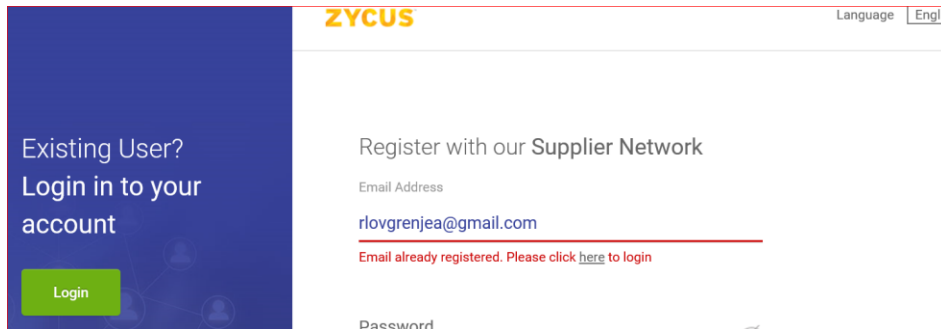 ZYCUS
Language Engl
Existing User?
Login in to your
account
Login
Register with our Supplier Network
Email Address
rlovgrenjea@gmail.com
Email already registered. Please click here to login
Password